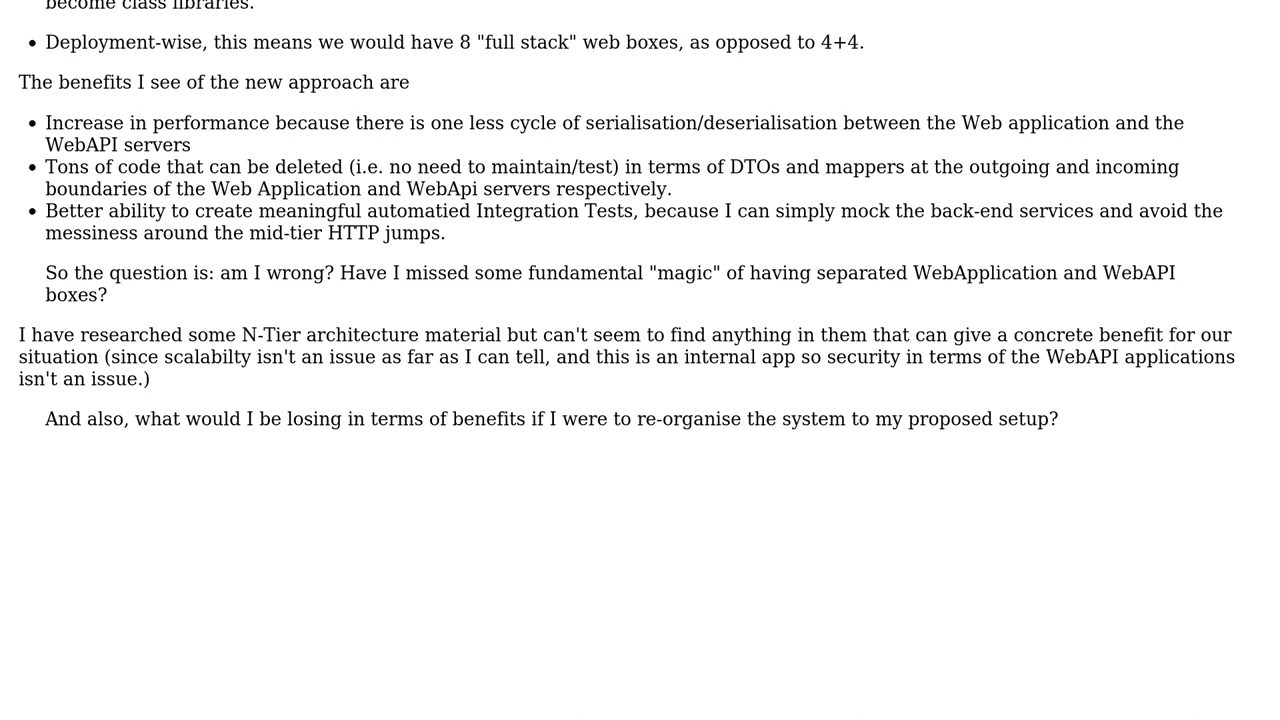 become class libraries.
Deployment-wise, this means we would have 8 "full stack" web boxes, as opposed to 4+4.
The benefits I see of the new approach are
Increase in performance because there is one less cycle of serialisation/deserialisation between the Web application and the
WebAPI servers
Tons of code that can be deleted (i.e. no need to maintain/test) in terms of DTOs and mappers at the outgoing and incoming
boundaries of the Web Application and WebApi servers respectively.
Better ability to create meaningful automatied Integration Tests, because I can simply mock the back-end services and avoid the
messiness around the mid-tier HTTP jumps.
So the question is: am I wrong? Have I missed some fundamental "magic" of having separated WebApplication and WebAPI
boxes?
I have researched some N-Tier architecture material but can't seem to find anything in them that can give a concrete benefit for our
situation (since scalabilty isn't an issue as far as I can tell, and this is an internal app so security in terms of the WebAPI applications
isn't an issue.)
And also, what would I be losing in terms of benefits if I were to re-organise the system to my proposed setup?